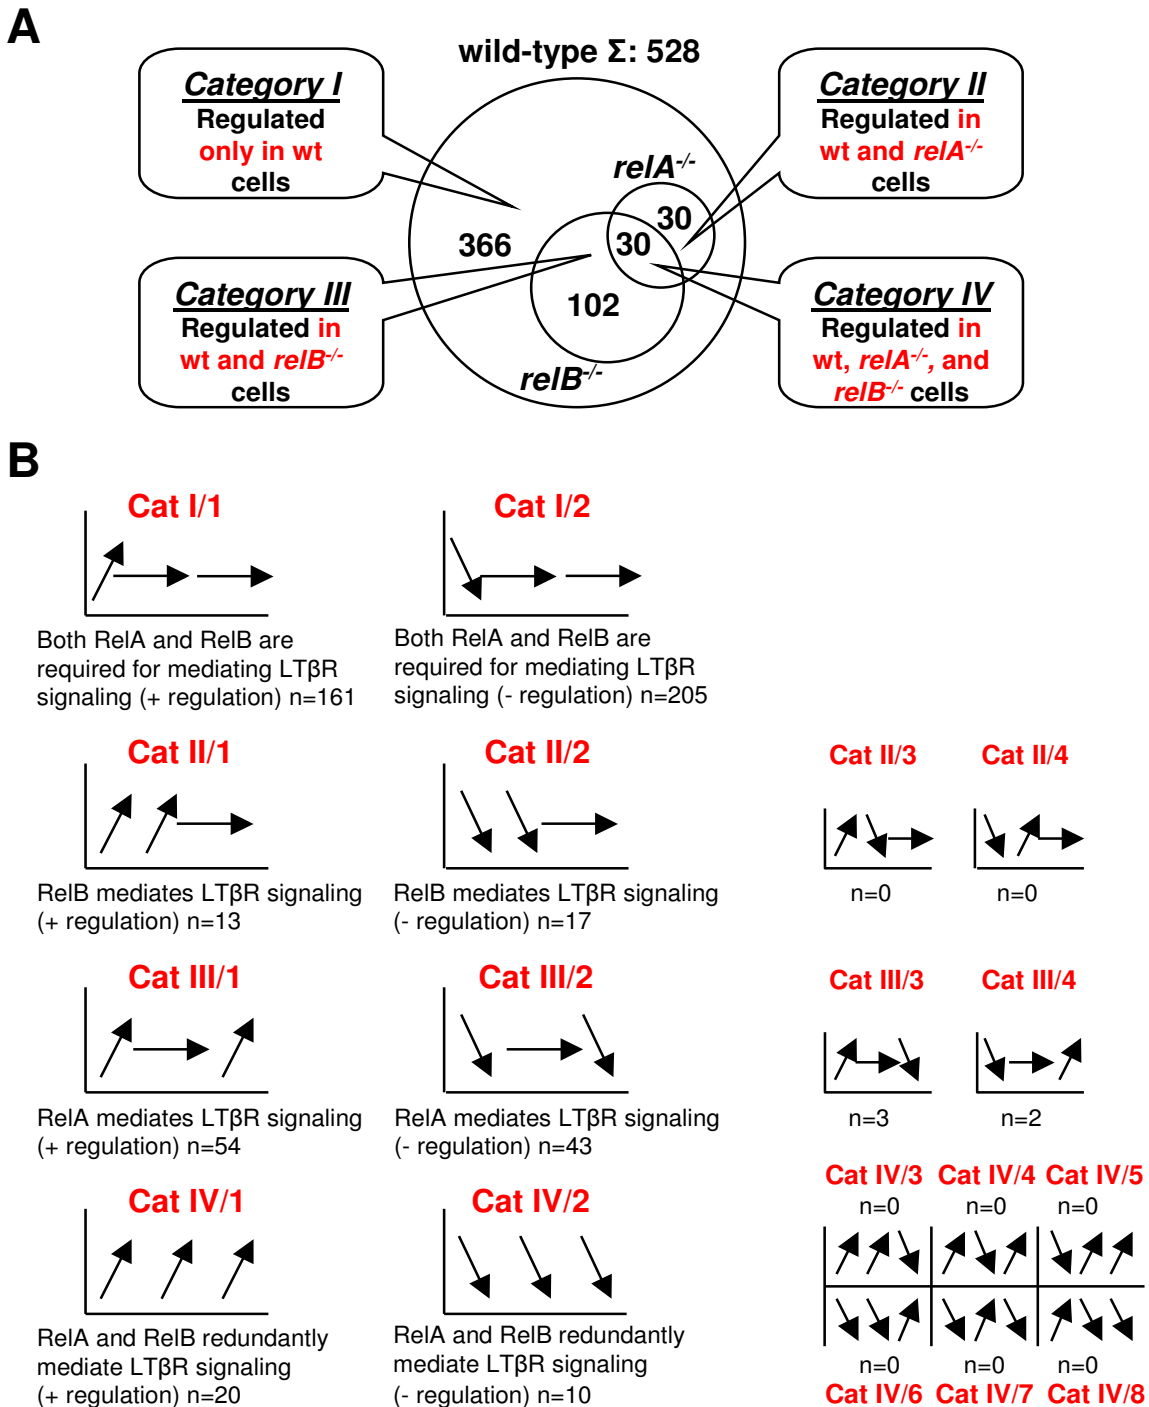 A
wild-type Σ: 528
Category I
Regulated
only in wt
cells
Category II
Regulated in
wt and relA-/-
cells
relA-/-
30
30
366
102
relB-/-
Category III
Regulated in
wt and relB-/-
cells
Category IV
Regulated in
wt, relA-/-, and
relB-/- cells
B
Cat I/1
Both RelA and RelB are
required for mediating LTβR
signaling (+ regulation) n=161
Cat I/2
Both RelA and RelB are
required for mediating LTβR
signaling (- regulation) n=205
Cat II/1
RelB mediates LTβR signaling
(+ regulation) n=13
Cat II/2
RelB mediates LTβR signaling
(- regulation) n=17
Cat II/3
n=0
Cat II/4
n=0
Cat III/1
RelA mediates LTβR signaling
(+ regulation) n=54
Cat III/2
RelA mediates LTβR signaling
(- regulation) n=43
Cat III/3
n=3
Cat III/4
n=2
Cat IV/1
RelA and RelB redundantly
mediate LTβR signaling
(+ regulation) n=20
Cat IV/2
RelA and RelB redundantly
mediate LTβR signaling
(- regulation) n=10
Cat IV/3 Cat IV/4 Cat IV/5
n=0 n=0 n=0
n=0 n=0 n=0
Cat IV/6 Cat IV/7 Cat IV/8